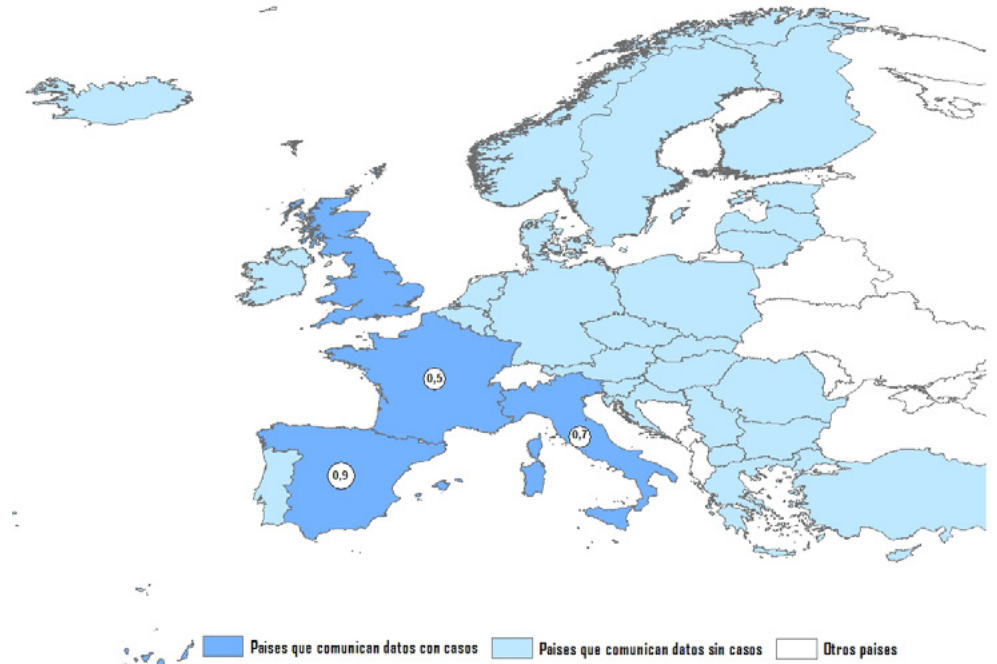 0,5
0,7
0,9
Paises que comunican datos con casos
Paises que comunican datos sin casos
Otros paises